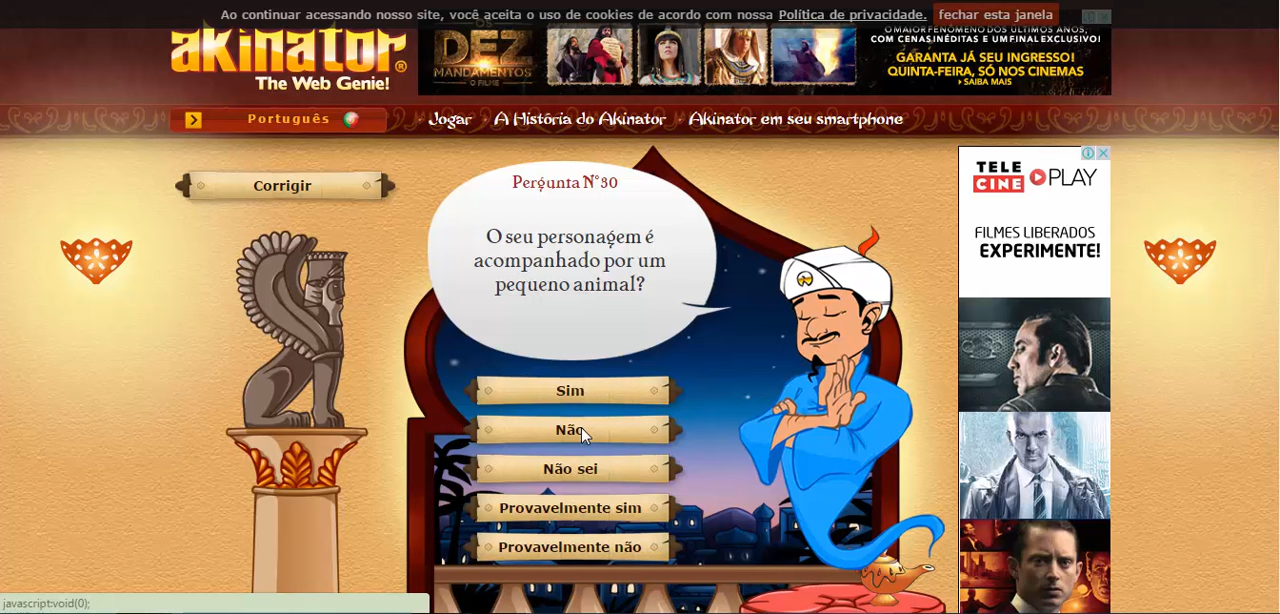 Ao continuar acessando nosso site, você aceita o uso de cookies de acordo com nossa Política de privacidade. fechar esta janela
akinator®
The Web Genie!
OS
DEZ
MANDAMENTOS
O FILME
O MAIOR FENÔMENO DOS ÚLTIMOS ANOS,
COM CENAS INÉDITAS E UM FINAL EXCLUSIVO!
GARANTA JÁ SEU INGRESSO!
QUINTA-FEIRA, SÓ NOS CINEMAS
SAIBA MAIS
Português
Jogar
A História do Akinator
Akinator em seu smartphone
Corrigir
Pergunta N°30
O seu personagem é
acompanhado por um
pequeno animal?
Sim
Não
Não sei
Provavelmente sim
Provavelmente não
TELE
CINE PLAY
FILMES LIBERADOS
EXPERIMENTE!
javascript:void(0);